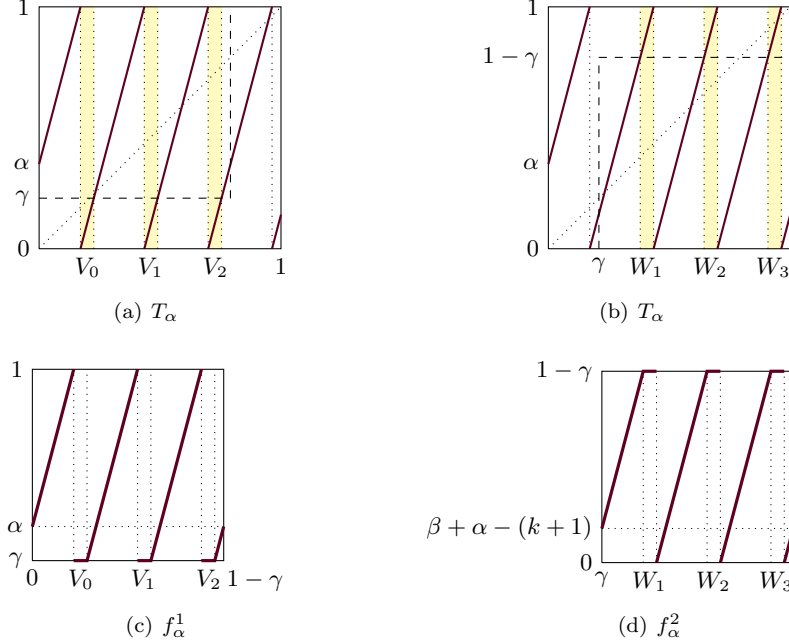 1
α
γ
0
V₀ V₁ V₂ 1
(a) Tα
1
1 − γ
α
0
γ W₁ W₂ W₃
(b) Tα
1
α
γ
0 V₀ V₁ V₂ 1 − γ
(c) f¹α
1 − γ
β + α − (k + 1)
0
γ W₁ W₂ W₃
(d) f²α